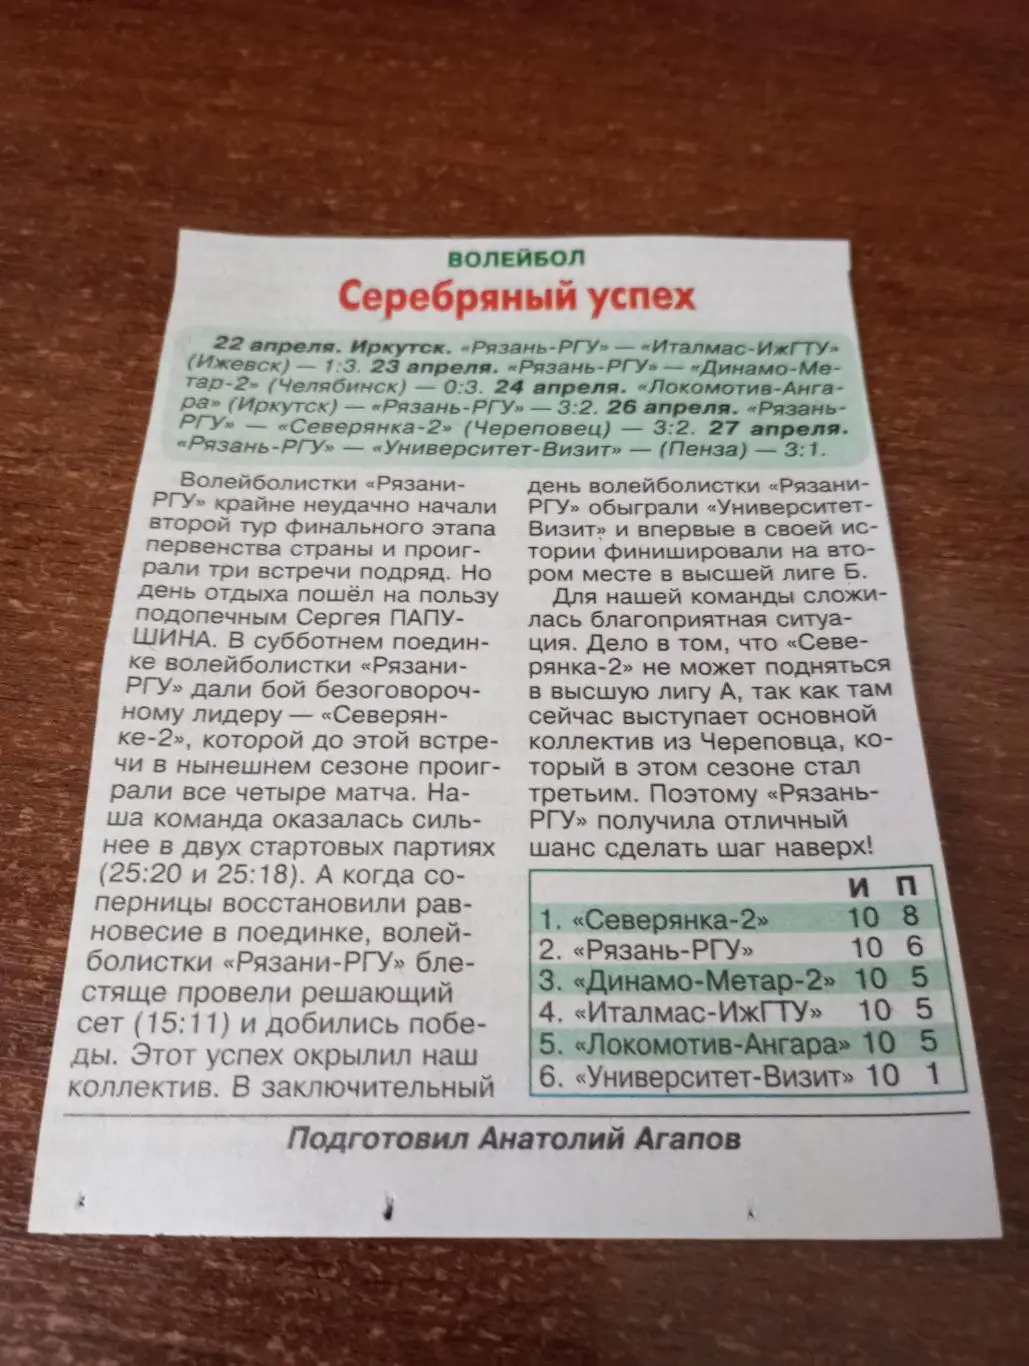 ВОЛЕЙБОЛ
Серебряный успех
22 апреля. Иркутск. «Рязань-РГУ» — «Италмас-ИжГТУ»
(Ижевск) — 1:3. 23 апреля. «Рязань-РГУ» — «Динамо-Ме-
тар-2» (Челябинск) — 0:3. 24 апреля. «Локомотив-Анга-
ра» (Иркутск) — «Рязань-РГУ» — 3:2. 26 апреля. «Рязань-
РГУ» — «Северянка-2» (Череповец) — 3:2. 27 апреля.
«Рязань-РГУ» — «Университет-Визит» — (Пенза) — 3:1.
Волейболистки «Рязани-
РГУ» крайне неудачно начали
второй тур финального этапа
первенства страны и проиг-
рали три встречи подряд. Но
день отдыха пошёл на пользу
подопечным Сергея ПАПУ-
ШИНА. В субботнем поедин-
ке волейболистки «Рязани-
РГУ» дали бой безоговороч-
ному лидеру — «Северян-
ке-2», которой до этой встре-
чи в нынешнем сезоне проиг-
рали все четыре матча. На-
ша команда оказалась силь-
нее в двух стартовых партиях
(25:20 и 25:18). А когда со-
перницы восстановили рав-
новесие в поединке, волей-
болистки «Рязани-РГУ» бле-
стяще провели решающий
сет (15:11) и добились побе-
ды. Этот успех окрылил наш
коллектив. В заключительный
день волейболистки «Рязани-
РГУ» обыграли «Университет-
Визит» и впервые в своей ис-
тории финишировали на вто-
ром месте в высшей лиге Б.
Для нашей команды сложи-
лась благоприятная ситуа-
ция. Дело в том, что «Севе-
рянка-2» не может подняться
в высшую лигу А, так как там
сейчас выступает основной
коллектив из Череповца, ко-
торый в этом сезоне стал
третьим. Поэтому «Рязань-
РГУ» получила отличный
шанс сделать шаг наверх!
И П
1. «Северянка-2» 10 8
2. «Рязань-РГУ» 10 6
3. «Динамо-Метар-2» 10 5
4. «Италмас-ИжГТУ» 10 5
5. «Локомотив-Ангара» 10 5
6. «Университет-Визит» 10 1
Подготовил Анатолий Агапов